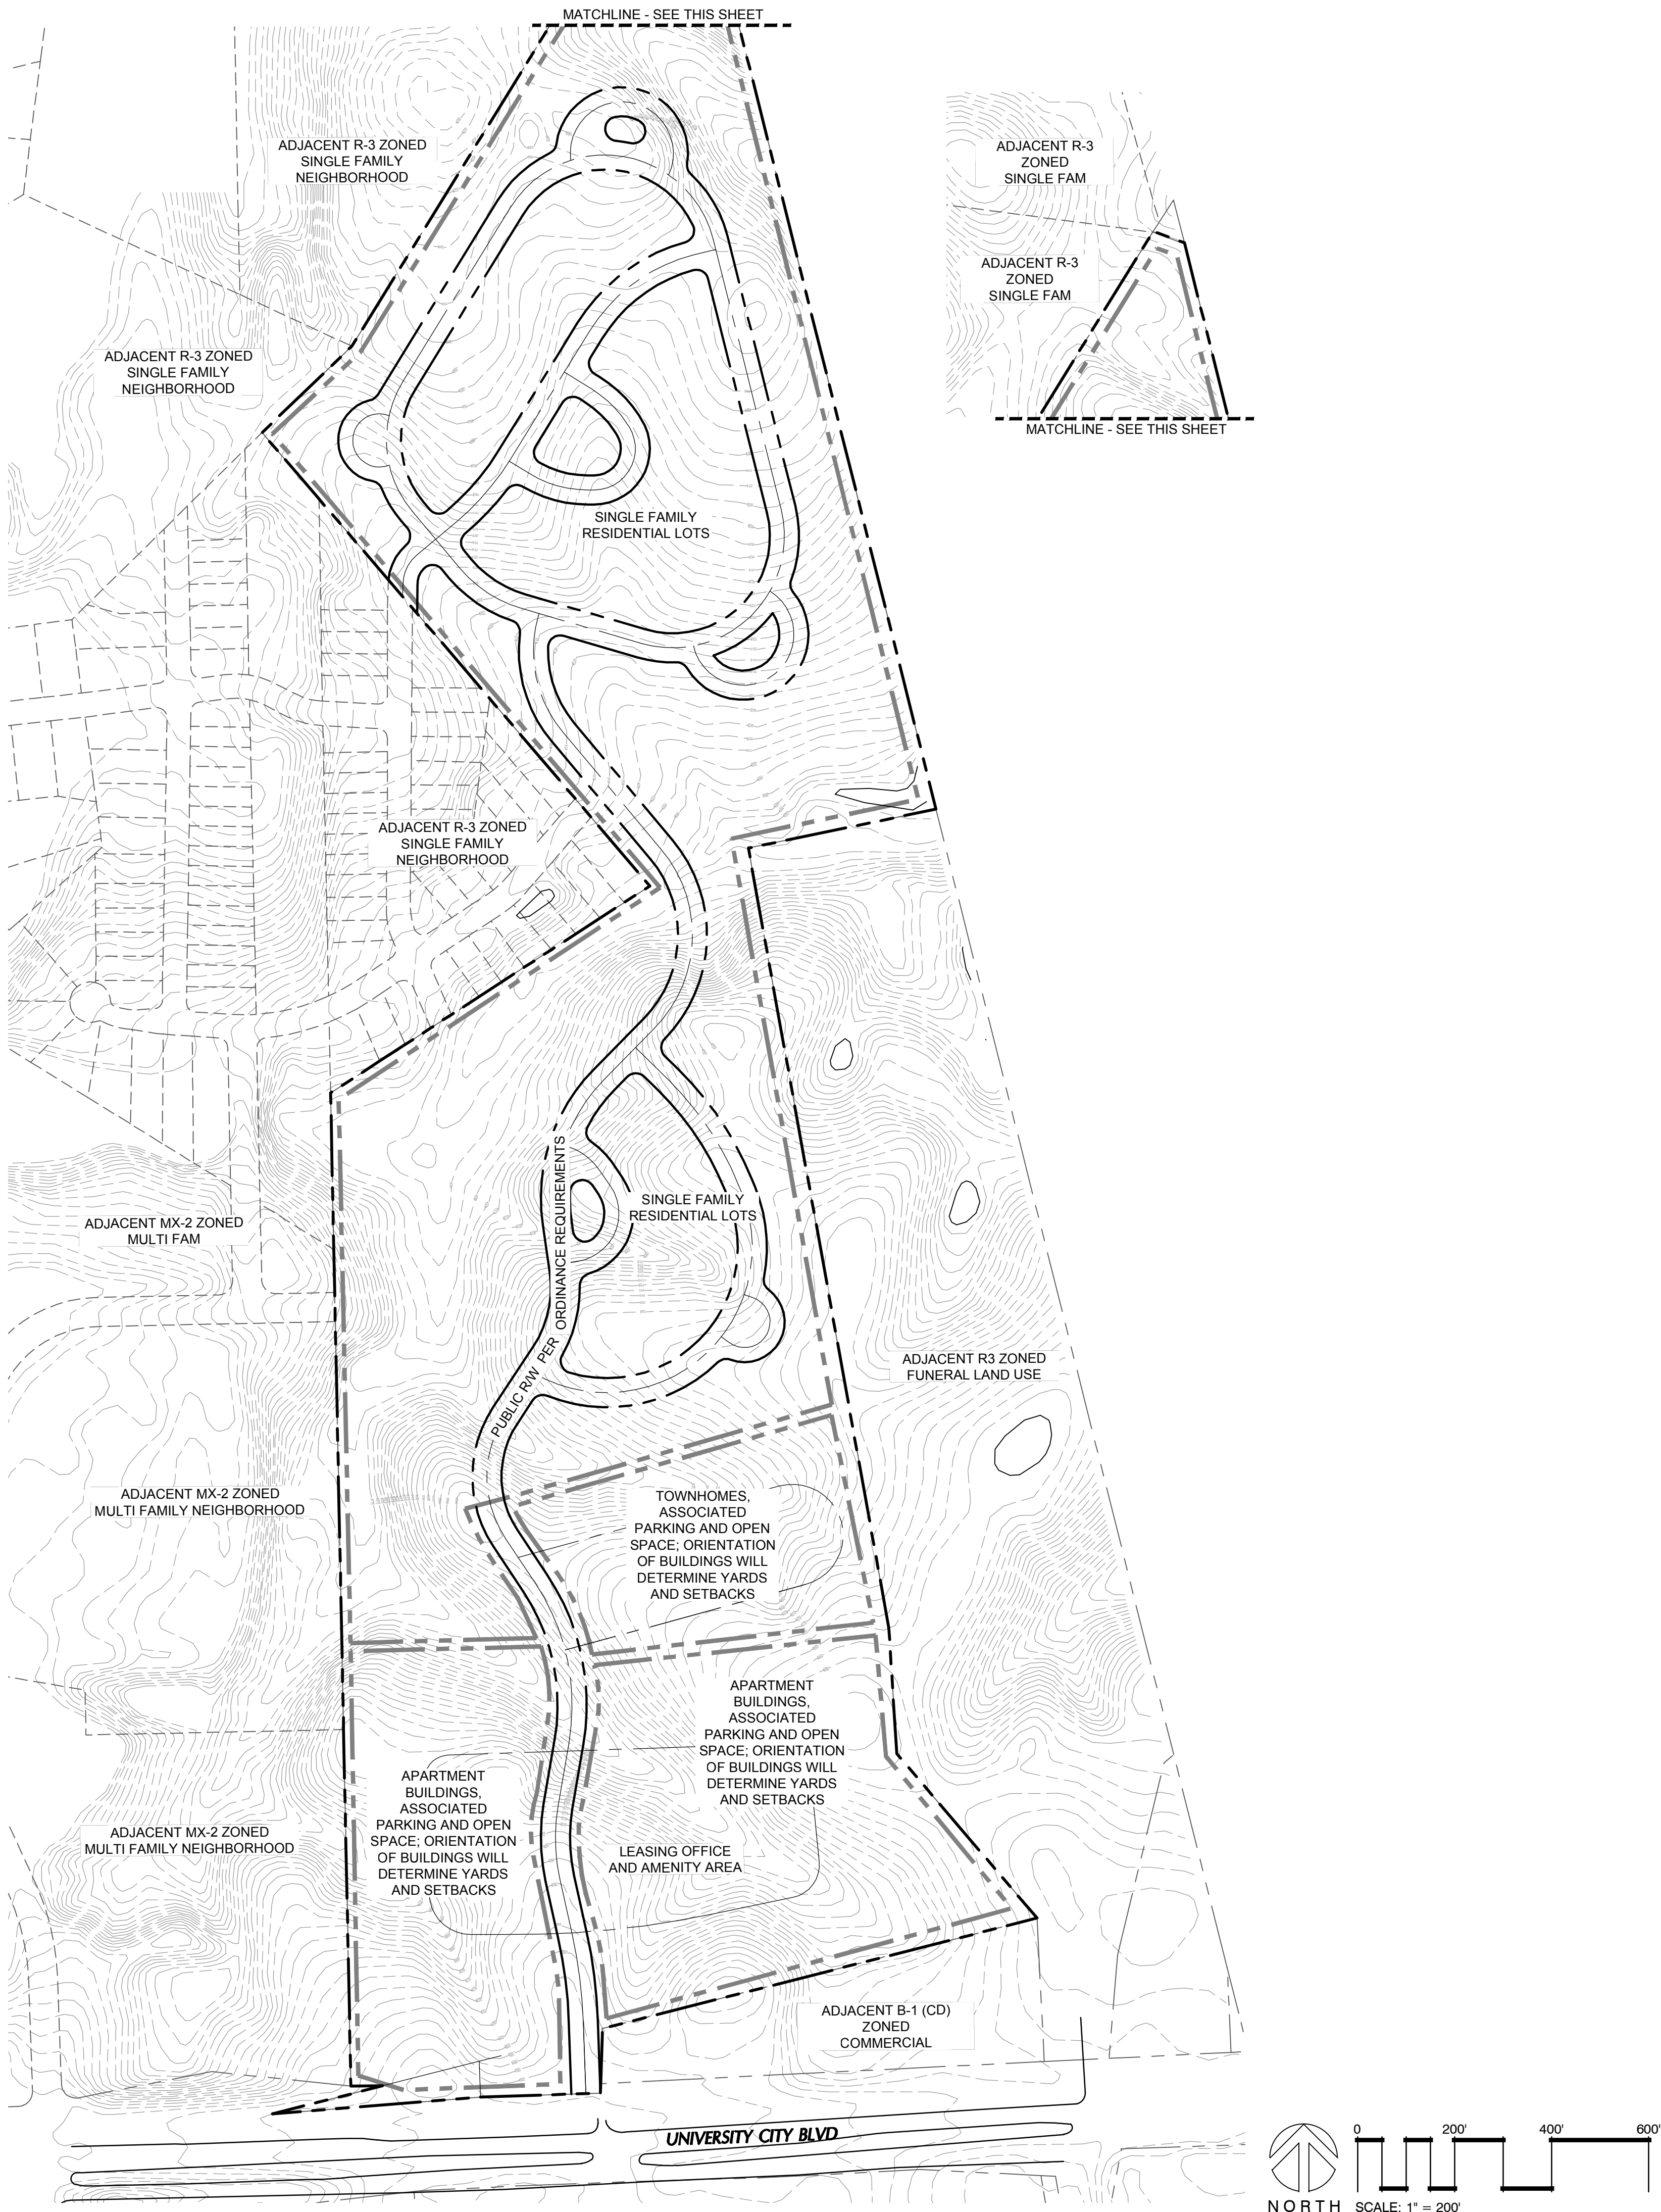 MATCHLINE - SEE THIS SHEET
ADJACENT R-3 ZONED
SINGLE FAMILY
NEIGHBORHOOD
ADJACENT R-3
ZONED
SINGLE FAM
ADJACENT R-3
ZONED
SINGLE FAM
MATCHLINE - SEE THIS SHEET
ADJACENT R-3 ZONED
SINGLE FAMILY
NEIGHBORHOOD
SINGLE FAMILY
RESIDENTIAL LOTS
ADJACENT R-3 ZONED
SINGLE FAMILY
NEIGHBORHOOD
PUBLIC R/W PER ORDINANCE REQUIREMENTS
SINGLE FAMILY
RESIDENTIAL LOTS
ADJACENT MX-2 ZONED
MULTI FAM
ADJACENT R3 ZONED
FUNERAL LAND USE
ADJACENT MX-2 ZONED
MULTI FAMILY NEIGHBORHOOD
TOWNHOMES,
ASSOCIATED
PARKING AND OPEN
SPACE; ORIENTATION
OF BUILDINGS WILL
DETERMINE YARDS
AND SETBACKS
APARTMENT
BUILDINGS,
ASSOCIATED
PARKING AND OPEN
SPACE; ORIENTATION
OF BUILDINGS WILL
DETERMINE YARDS
AND SETBACKS
APARTMENT
BUILDINGS,
ASSOCIATED
PARKING AND OPEN
SPACE; ORIENTATION
OF BUILDINGS WILL
DETERMINE YARDS
AND SETBACKS
ADJACENT MX-2 ZONED
MULTI FAMILY NEIGHBORHOOD
LEASING OFFICE
AND AMENITY AREA
ADJACENT B-1 (CD)
ZONED
COMMERCIAL
UNIVERSITY CITY BLVD
0 200' 400' 600'
NORTH SCALE: 1" = 200'